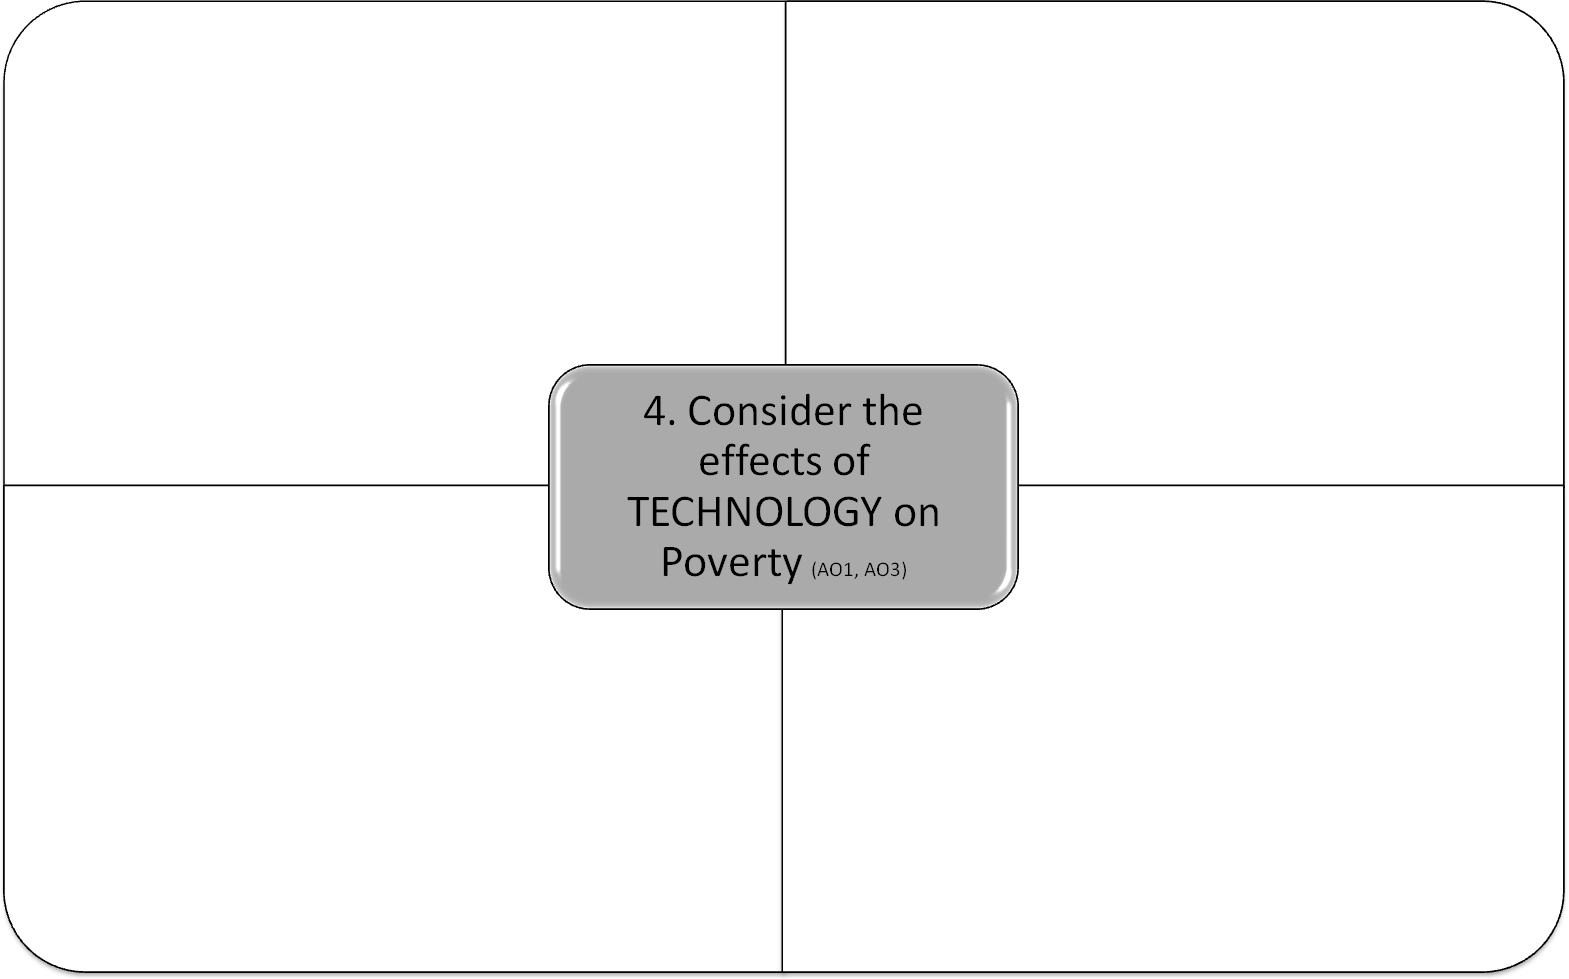 4. Consider the
effects of
TECHNOLOGY on
Poverty (AO1, AO3)